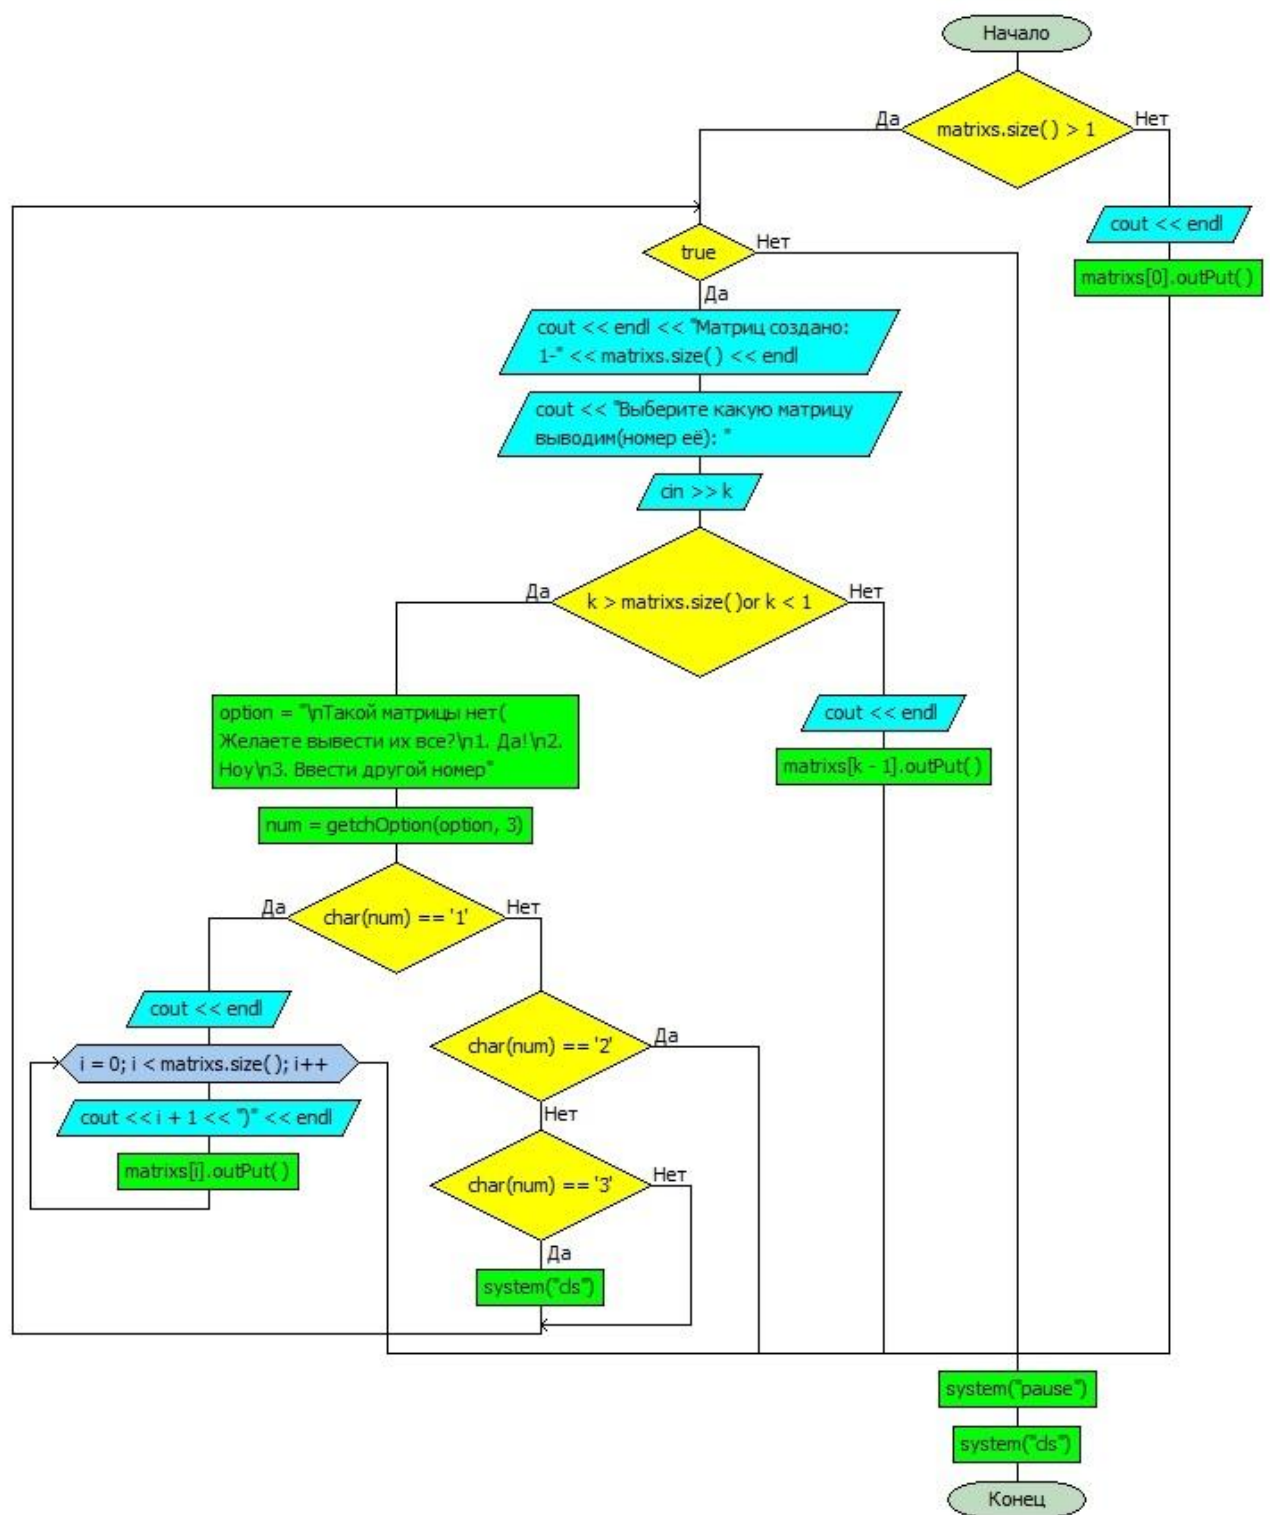 Начало
matrixs.size( ) > 1
Да
Нет
cout << endl
matrixs[0].outPut( )
true
Нет
Да
cout << endl << "Матриц создано:
1-" << matrixs.size( ) << endl
cout << "Выберите какую матрицу
выводим(номер её): "
cin >> k
k > matrixs.size( )or k < 1
Да
Нет
option = "\nТакой матрицы нет(
Желаете вывести их все?\n1. Да!\n2.
Ноу\n3. Ввести другой номер"
cout << endl
matrixs[k - 1].outPut( )
num = getchOption(option, 3)
char(num) == '1'
Да
Нет
cout << endl
i = 0; i < matrixs.size( ); i++
cout << i + 1 << ")" << endl
matrixs[i].outPut( )
char(num) == '2'
Да
Нет
char(num) == '3'
Нет
Да
system("cls")
system("pause")
system("cls")
Конец